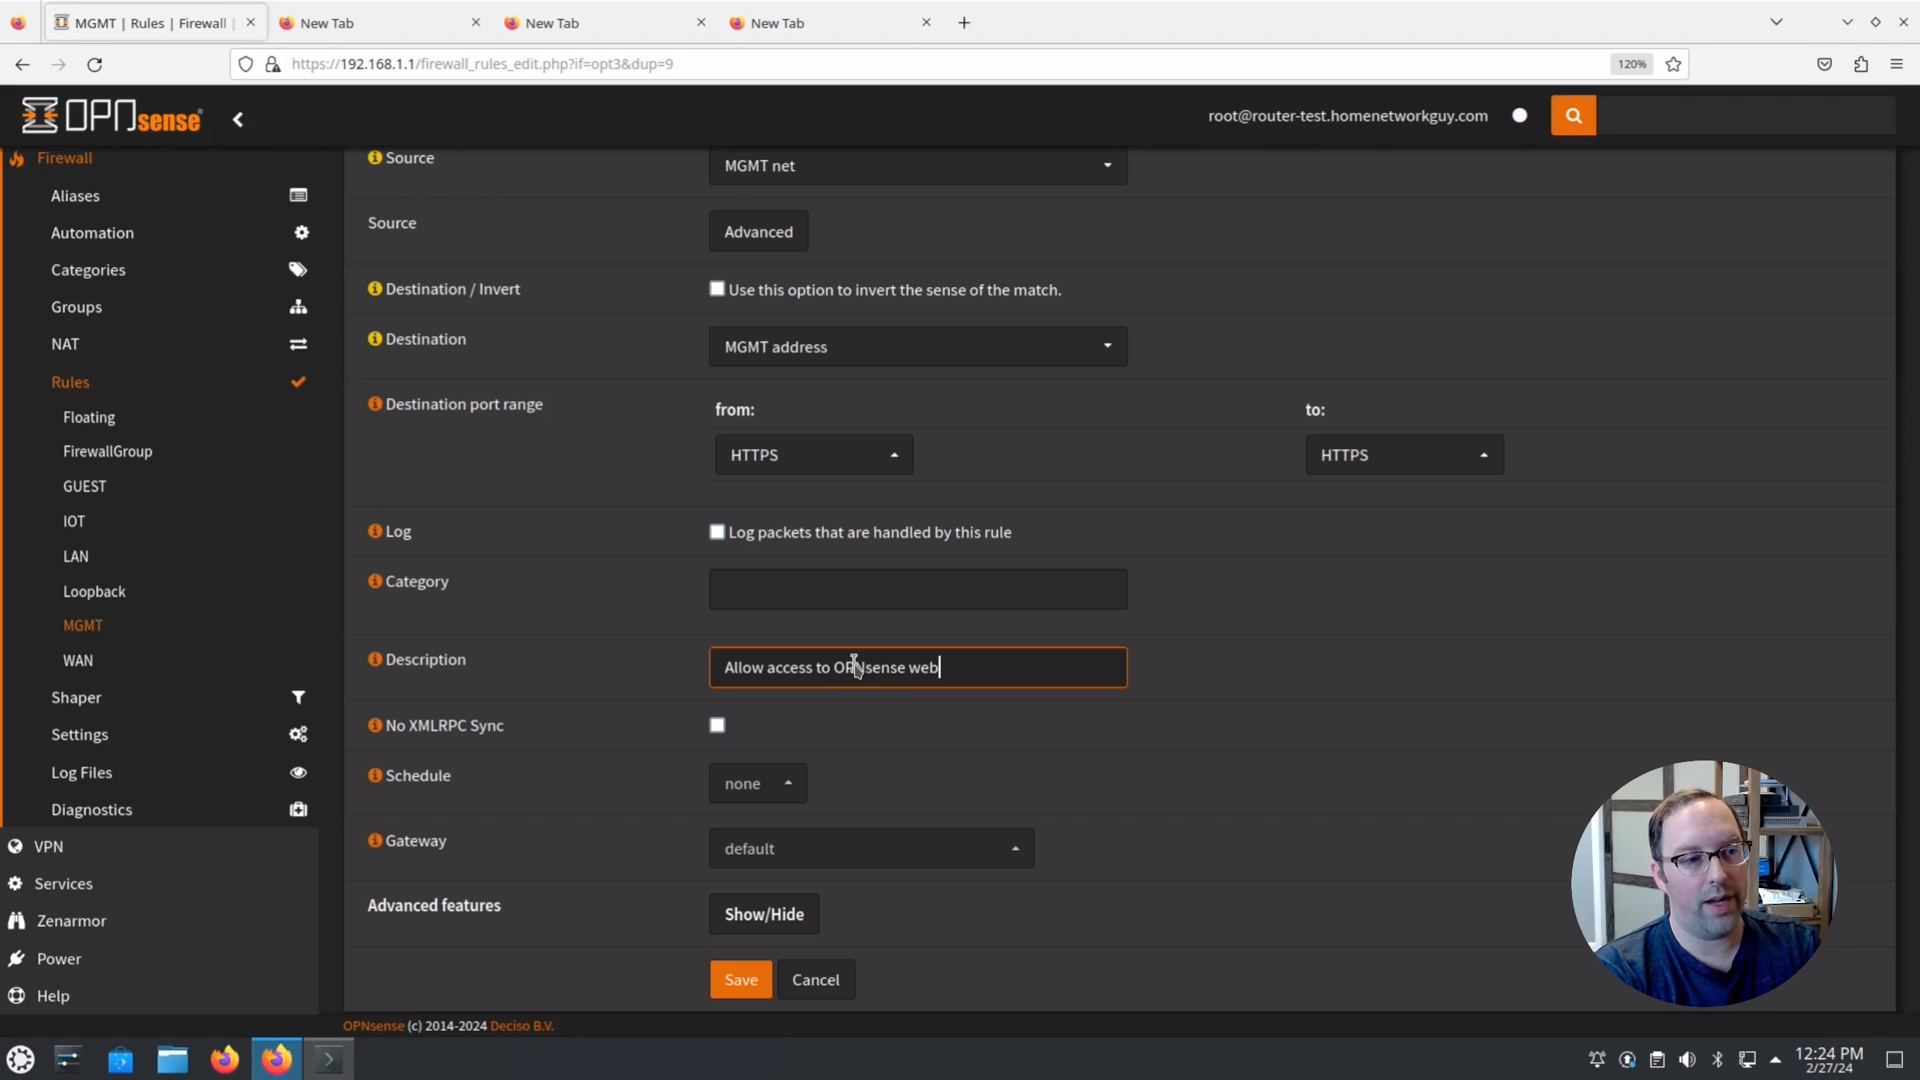 MGMT | Rules | Firewall
New Tab
New Tab
New Tab
https://192.168.1.1/firewall_rules_edit.php?if=opt3&dup=9
120%
OPNsense
root@router-test.homenetworkguy.com
Firewall
Aliases
Automation
Categories
Groups
NAT
Rules
Floating
FirewallGroup
GUEST
IOT
LAN
Loopback
MGMT
WAN
Shaper
Settings
Log Files
Diagnostics
VPN
Services
Zenarmor
Power
Help
Source
MGMT net
Source
Advanced
Destination / Invert
Use this option to invert the sense of the match.
Destination
MGMT address
Destination port range
from:
to:
HTTPS
HTTPS
Log
Log packets that are handled by this rule
Category
Description
Allow access to OPNsense web
No XMLRPC Sync
Schedule
none
Gateway
default
Advanced features
Show/Hide
Save
Cancel
OPNsense (c) 2014-2024 Deciso B.V.
12:24 PM
2/27/24